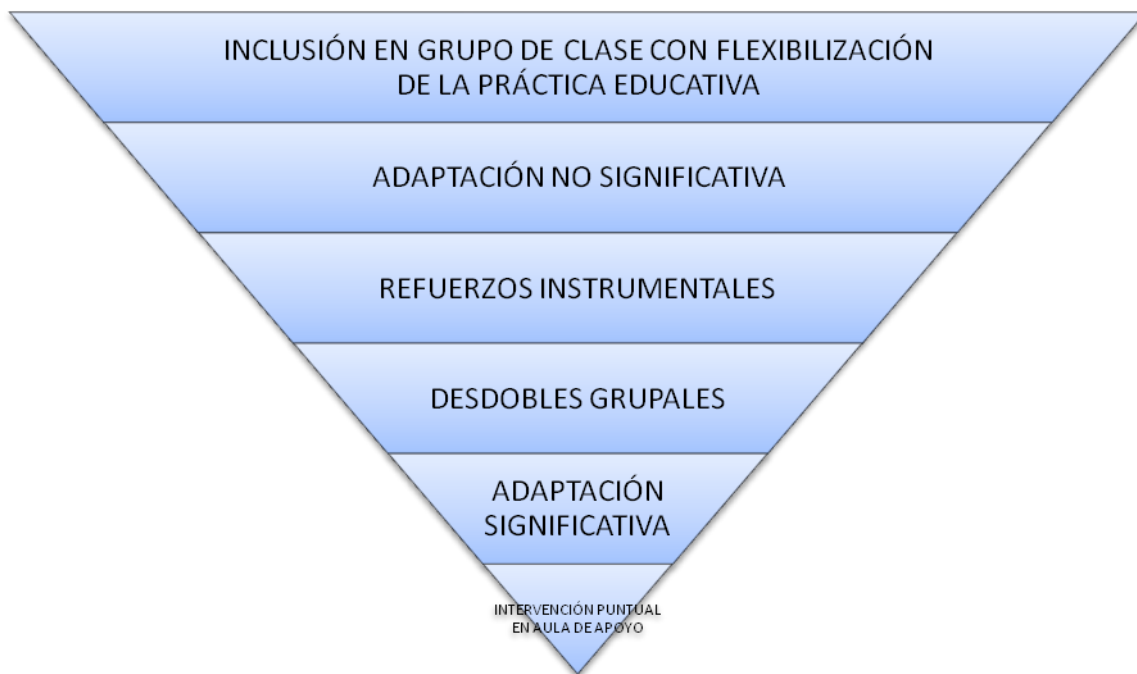 INCLUSIÓN EN GRUPO DE CLASE CON FLEXIBILIZACIÓN
DE LA PRÁCTICA EDUCATIVA
ADAPTACIÓN NO SIGNIFICATIVA
REFUERZOS INSTRUMENTALES
DESDOBLES GRUPALES
ADAPTACIÓN
SIGNIFICATIVA
INTERVENCIÓN PUNTUAL
EN AULA DE APOYO